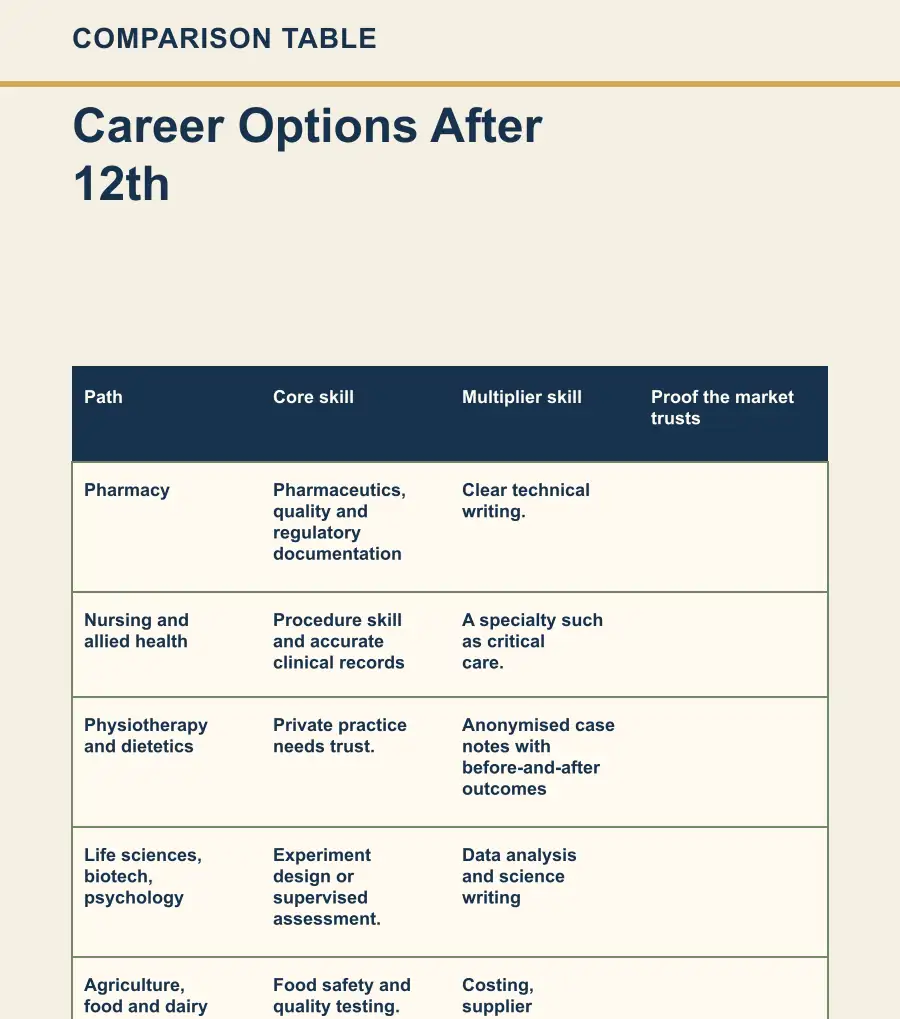 COMPARISON TABLE
Career Options After
12th
Path
Core skill
Multiplier skill
Proof the market
trusts
Pharmacy
Pharmaceutics,
quality and
regulatory
documentation
Clear technical
writing.
Nursing and
allied health
Procedure skill
and accurate
clinical records
A specialty such
as critical
care.
Physiotherapy
and dietetics
Private practice
needs trust.
Anonymised case
notes with
before-and-after
outcomes
Life sciences,
biotech,
psychology
Experiment
design or
supervised
assessment.
Data analysis
and science
writing
Agriculture,
food and dairy
Food safety and
quality testing.
Costing,
supplier